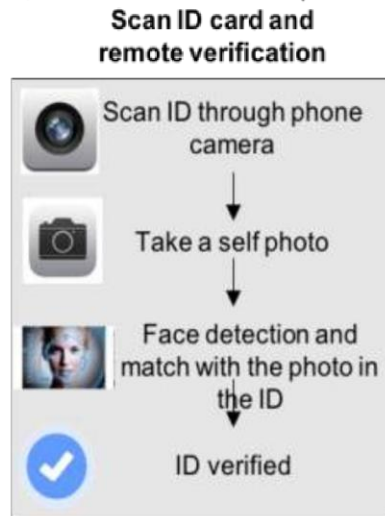 Scan ID card and
remote verification
Scan ID through phone
camera
Take a self photo
Face detection and
match with the photo in
the ID
ID verified